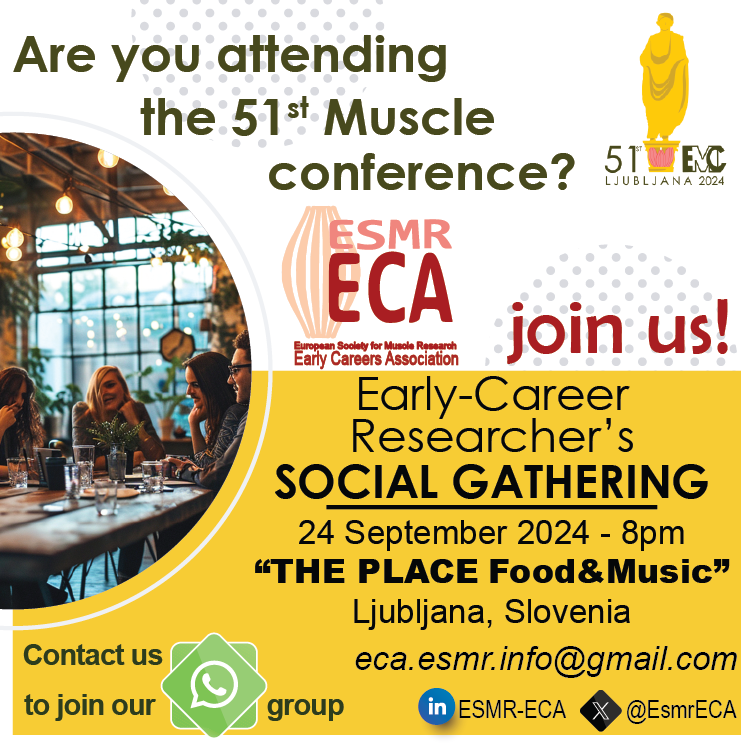 Are you attending
the 51st Muscle
conference?
51ST EMC
LJUBLJANA 2024
ESMR
ECA
European Society for Muscle Research
Early Careers Association
join us!
Early-Career
Researcher's
SOCIAL GATHERING
24 September 2024 - 8pm
“THE PLACE Food&Music”
Ljubljana, Slovenia
eca.esmr.info@gmail.com
Contact us
to join our group
in ESMR-ECA X @EsmrECA